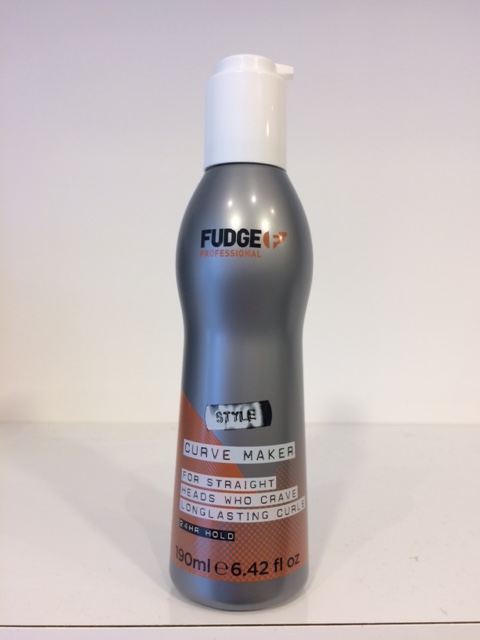 FUDGE
PROFESSIONAL
STYLE
CURVE MAKER
FOR STRAIGHT
HEADS WHO CRAVE
LONGLASTING CURLS
24HR HOLD
190ml e 6.42 fl oz